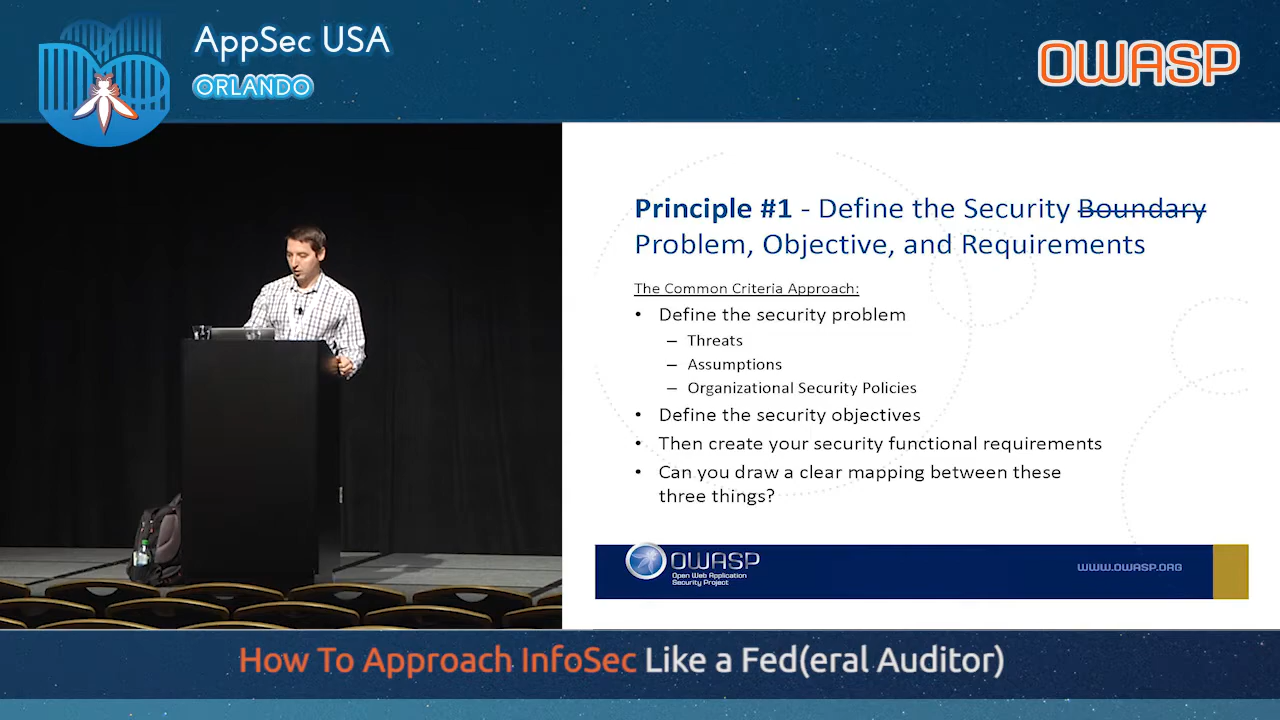 AppSec USA
ORLANDO
OWASP
Principle #1 - Define the Security Boundary
Problem, Objective, and Requirements
The Common Criteria Approach:
• Define the security problem
– Threats
– Assumptions
– Organizational Security Policies
• Define the security objectives
• Then create your security functional requirements
• Can you draw a clear mapping between these
three things?
OWASP
Open Web Application
Security Project
WWW.OWASP.ORG
How To Approach InfoSec Like a Fed(eral Auditor)